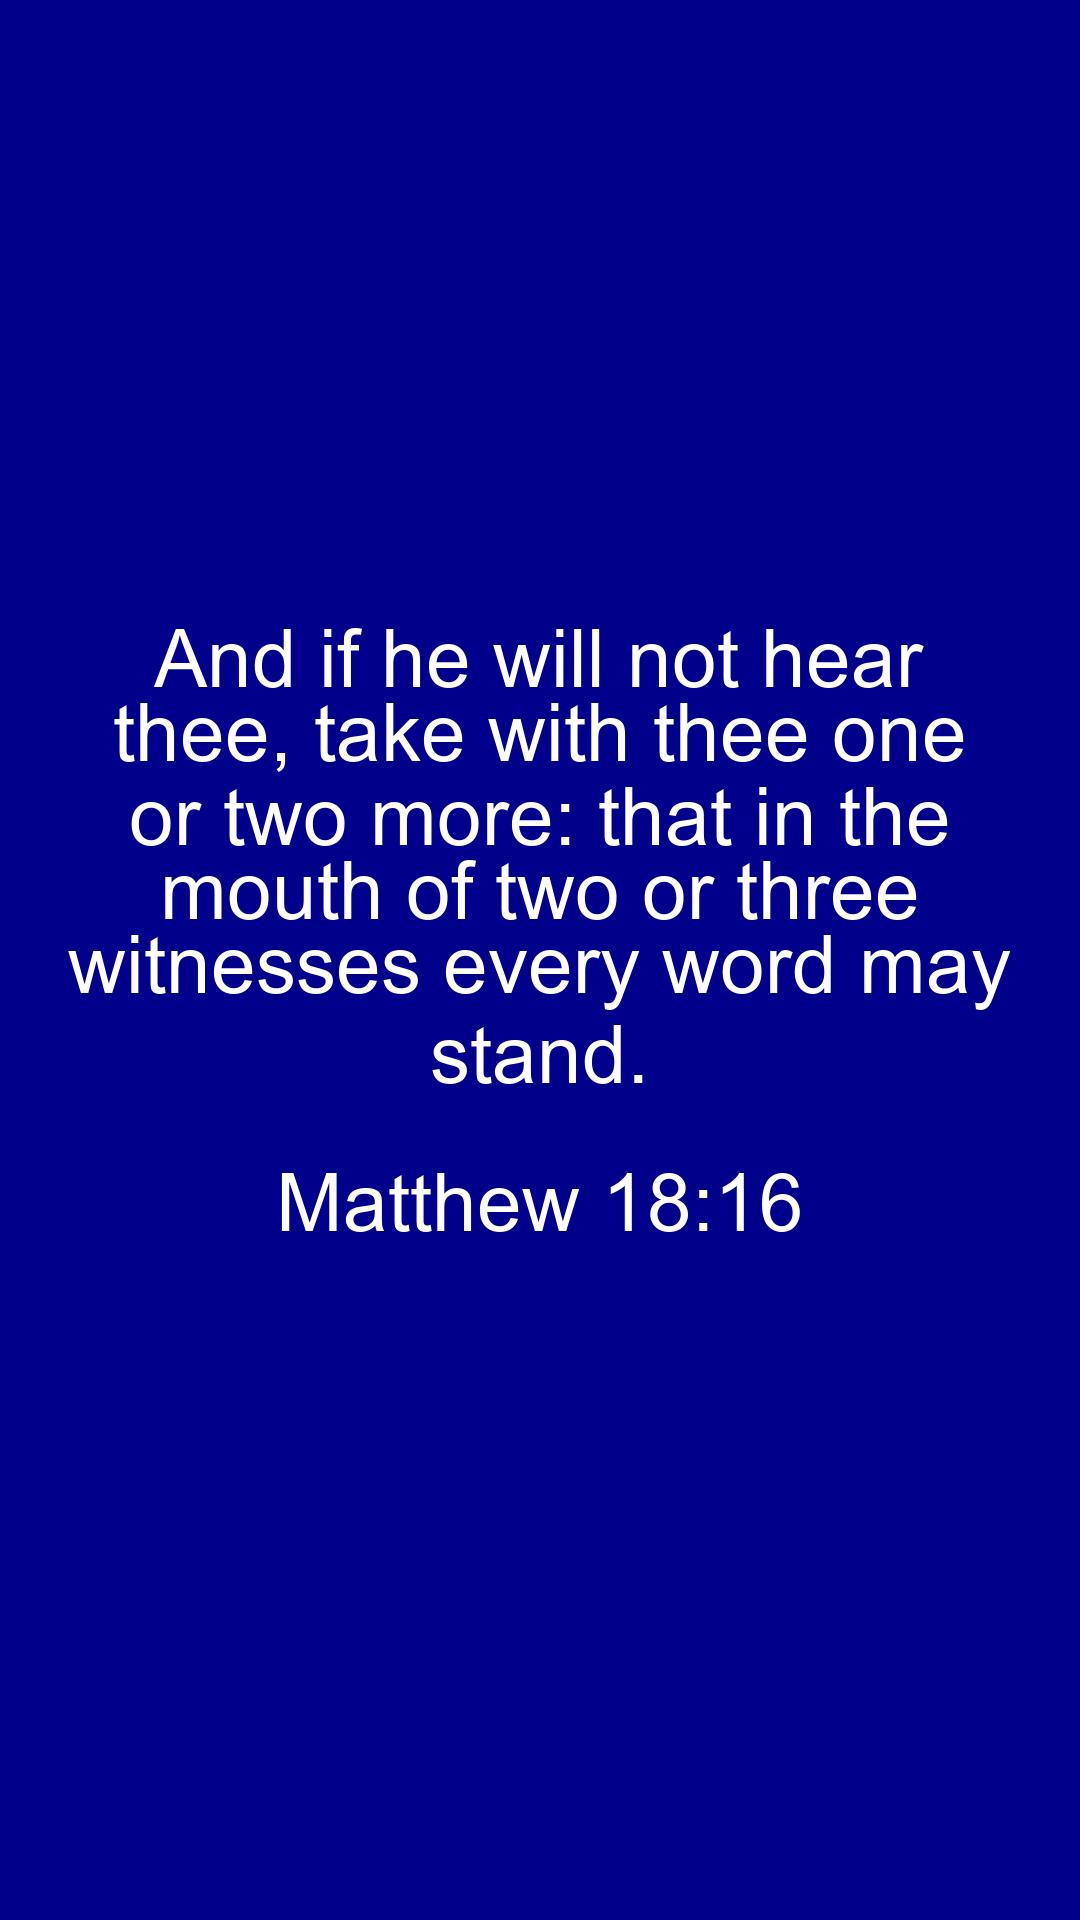 And if he will not hear
thee, take with thee one
or two more: that in the
mouth of two or three
witnesses every word may
stand.
Matthew 18:16